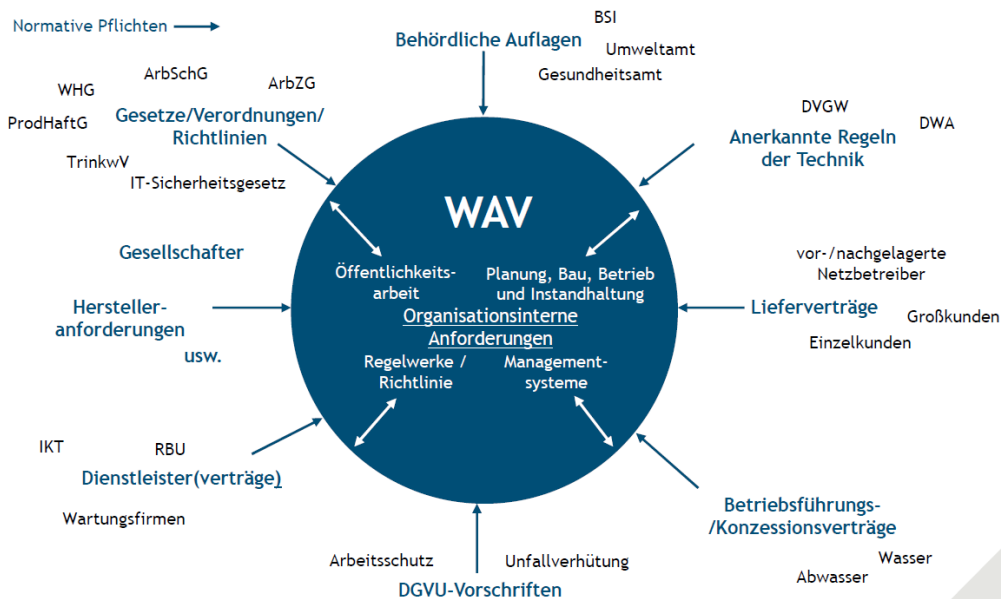 Normative Pflichten
BSI
Behördliche Auflagen
Umweltamt
Gesundheitsamt
ArbSchG
ArbZG
WHG
ProdHaftG
Gesetze/Verordnungen/
Richtlinien
TrinkwV
IT-Sicherheitsgesetz
DVGW
DWA
Anerkannte Regeln
der Technik
WAV
Öffentlichkeits-
arbeit
Planung, Bau, Betrieb
und Instandhaltung
Organisationsinterne
Anforderungen
Regelwerke /
Richtlinie
Management-
systeme
Gesellschafter
Hersteller-
anforderungen
usw.
vor-/nachgelagerte
Netzbetreiber
Lieferverträge
Großkunden
Einzelkunden
IKT
RBU
Dienstleister(verträge)
Wartungsfirmen
Betriebsführungs-
/Konzessionsverträge
Wasser
Abwasser
Arbeitsschutz
Unfallverhütung
DGVU-Vorschriften